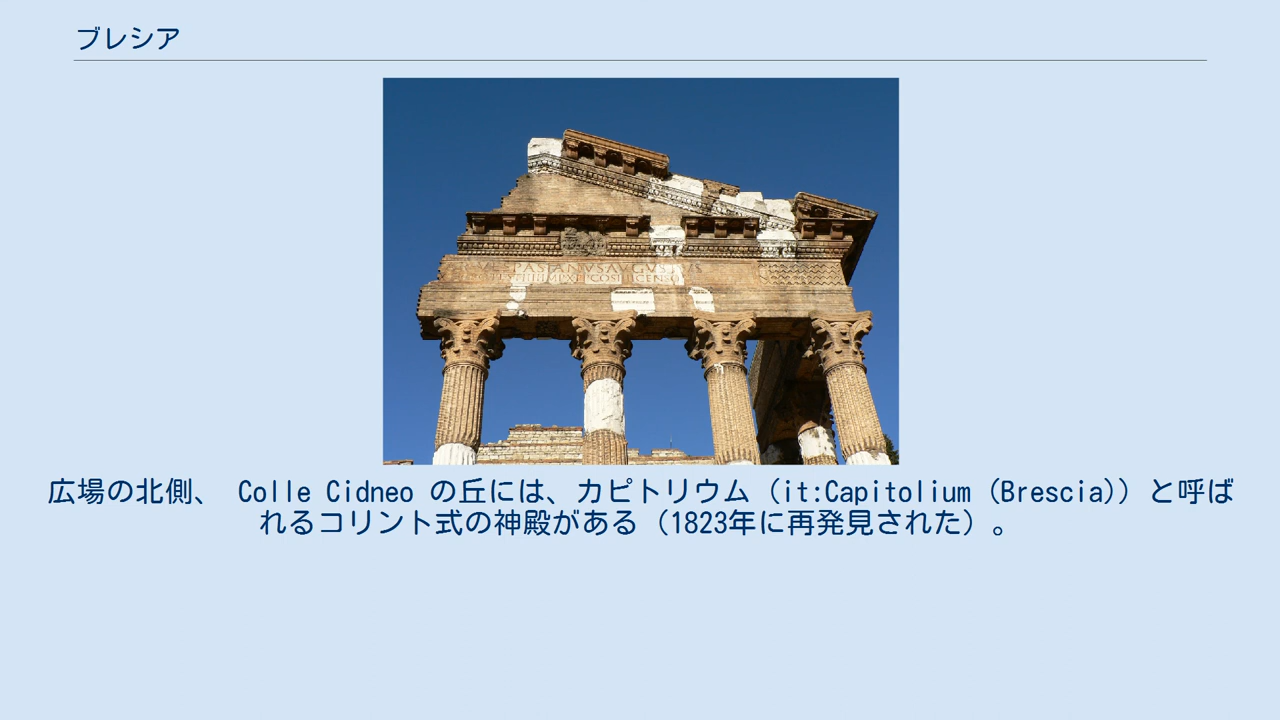 ブレシア
VESPASIANVSAVGVSTVS
広場の北側、 Colle Cidneo の丘には、カピトリウム（it:Capitolium (Brescia)）と呼ば
れるコリント式の神殿がある（1823年に再発見された）。